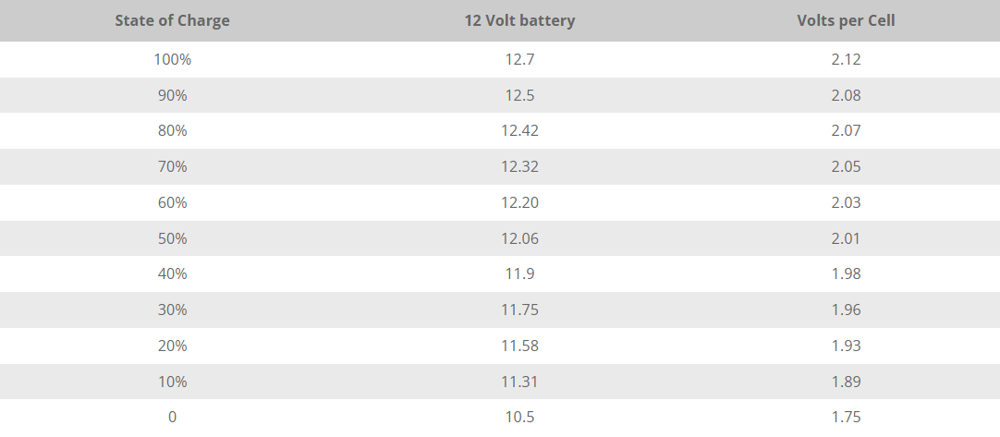 State of Charge 12 Volt battery Volts per Cell
100% 12.7 2.12
90% 12.5 2.08
80% 12.42 2.07
70% 12.32 2.05
60% 12.20 2.03
50% 12.06 2.01
40% 11.9 1.98
30% 11.75 1.96
20% 11.58 1.93
10% 11.31 1.89
0 10.5 1.75